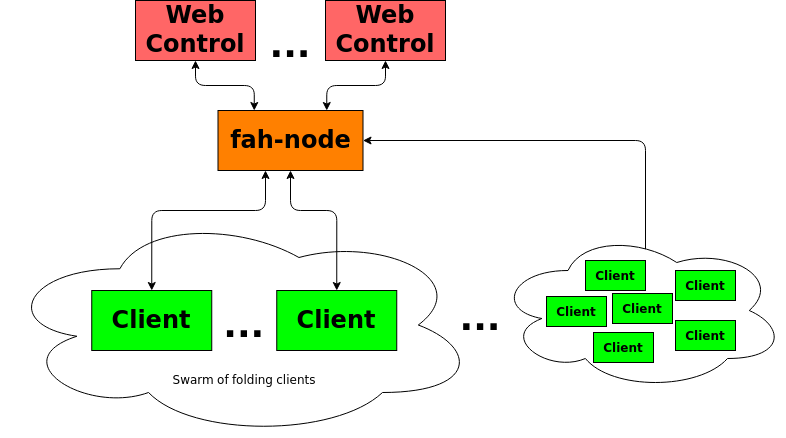 Web
Control
...
Web
Control
fah-node
Client
...
Client
Swarm of folding clients
...
Client
Client
Client
Client
Client
Client